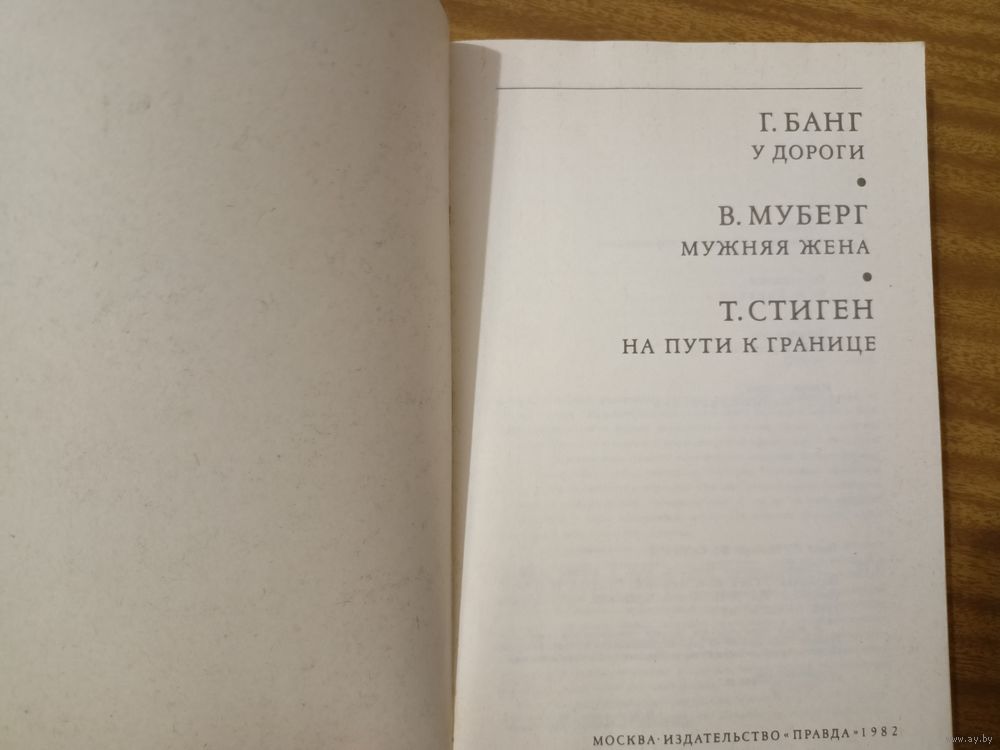 Г. БАНГ
У ДОРОГИ
•
В. МУБЕРГ
МУЖНЯЯ ЖЕНА
•
Т. СТИГЕН
НА ПУТИ К ГРАНИЦЕ
МОСКВА · ИЗДАТЕЛЬСТВО «ПРАВДА» 1982
www.ay.by